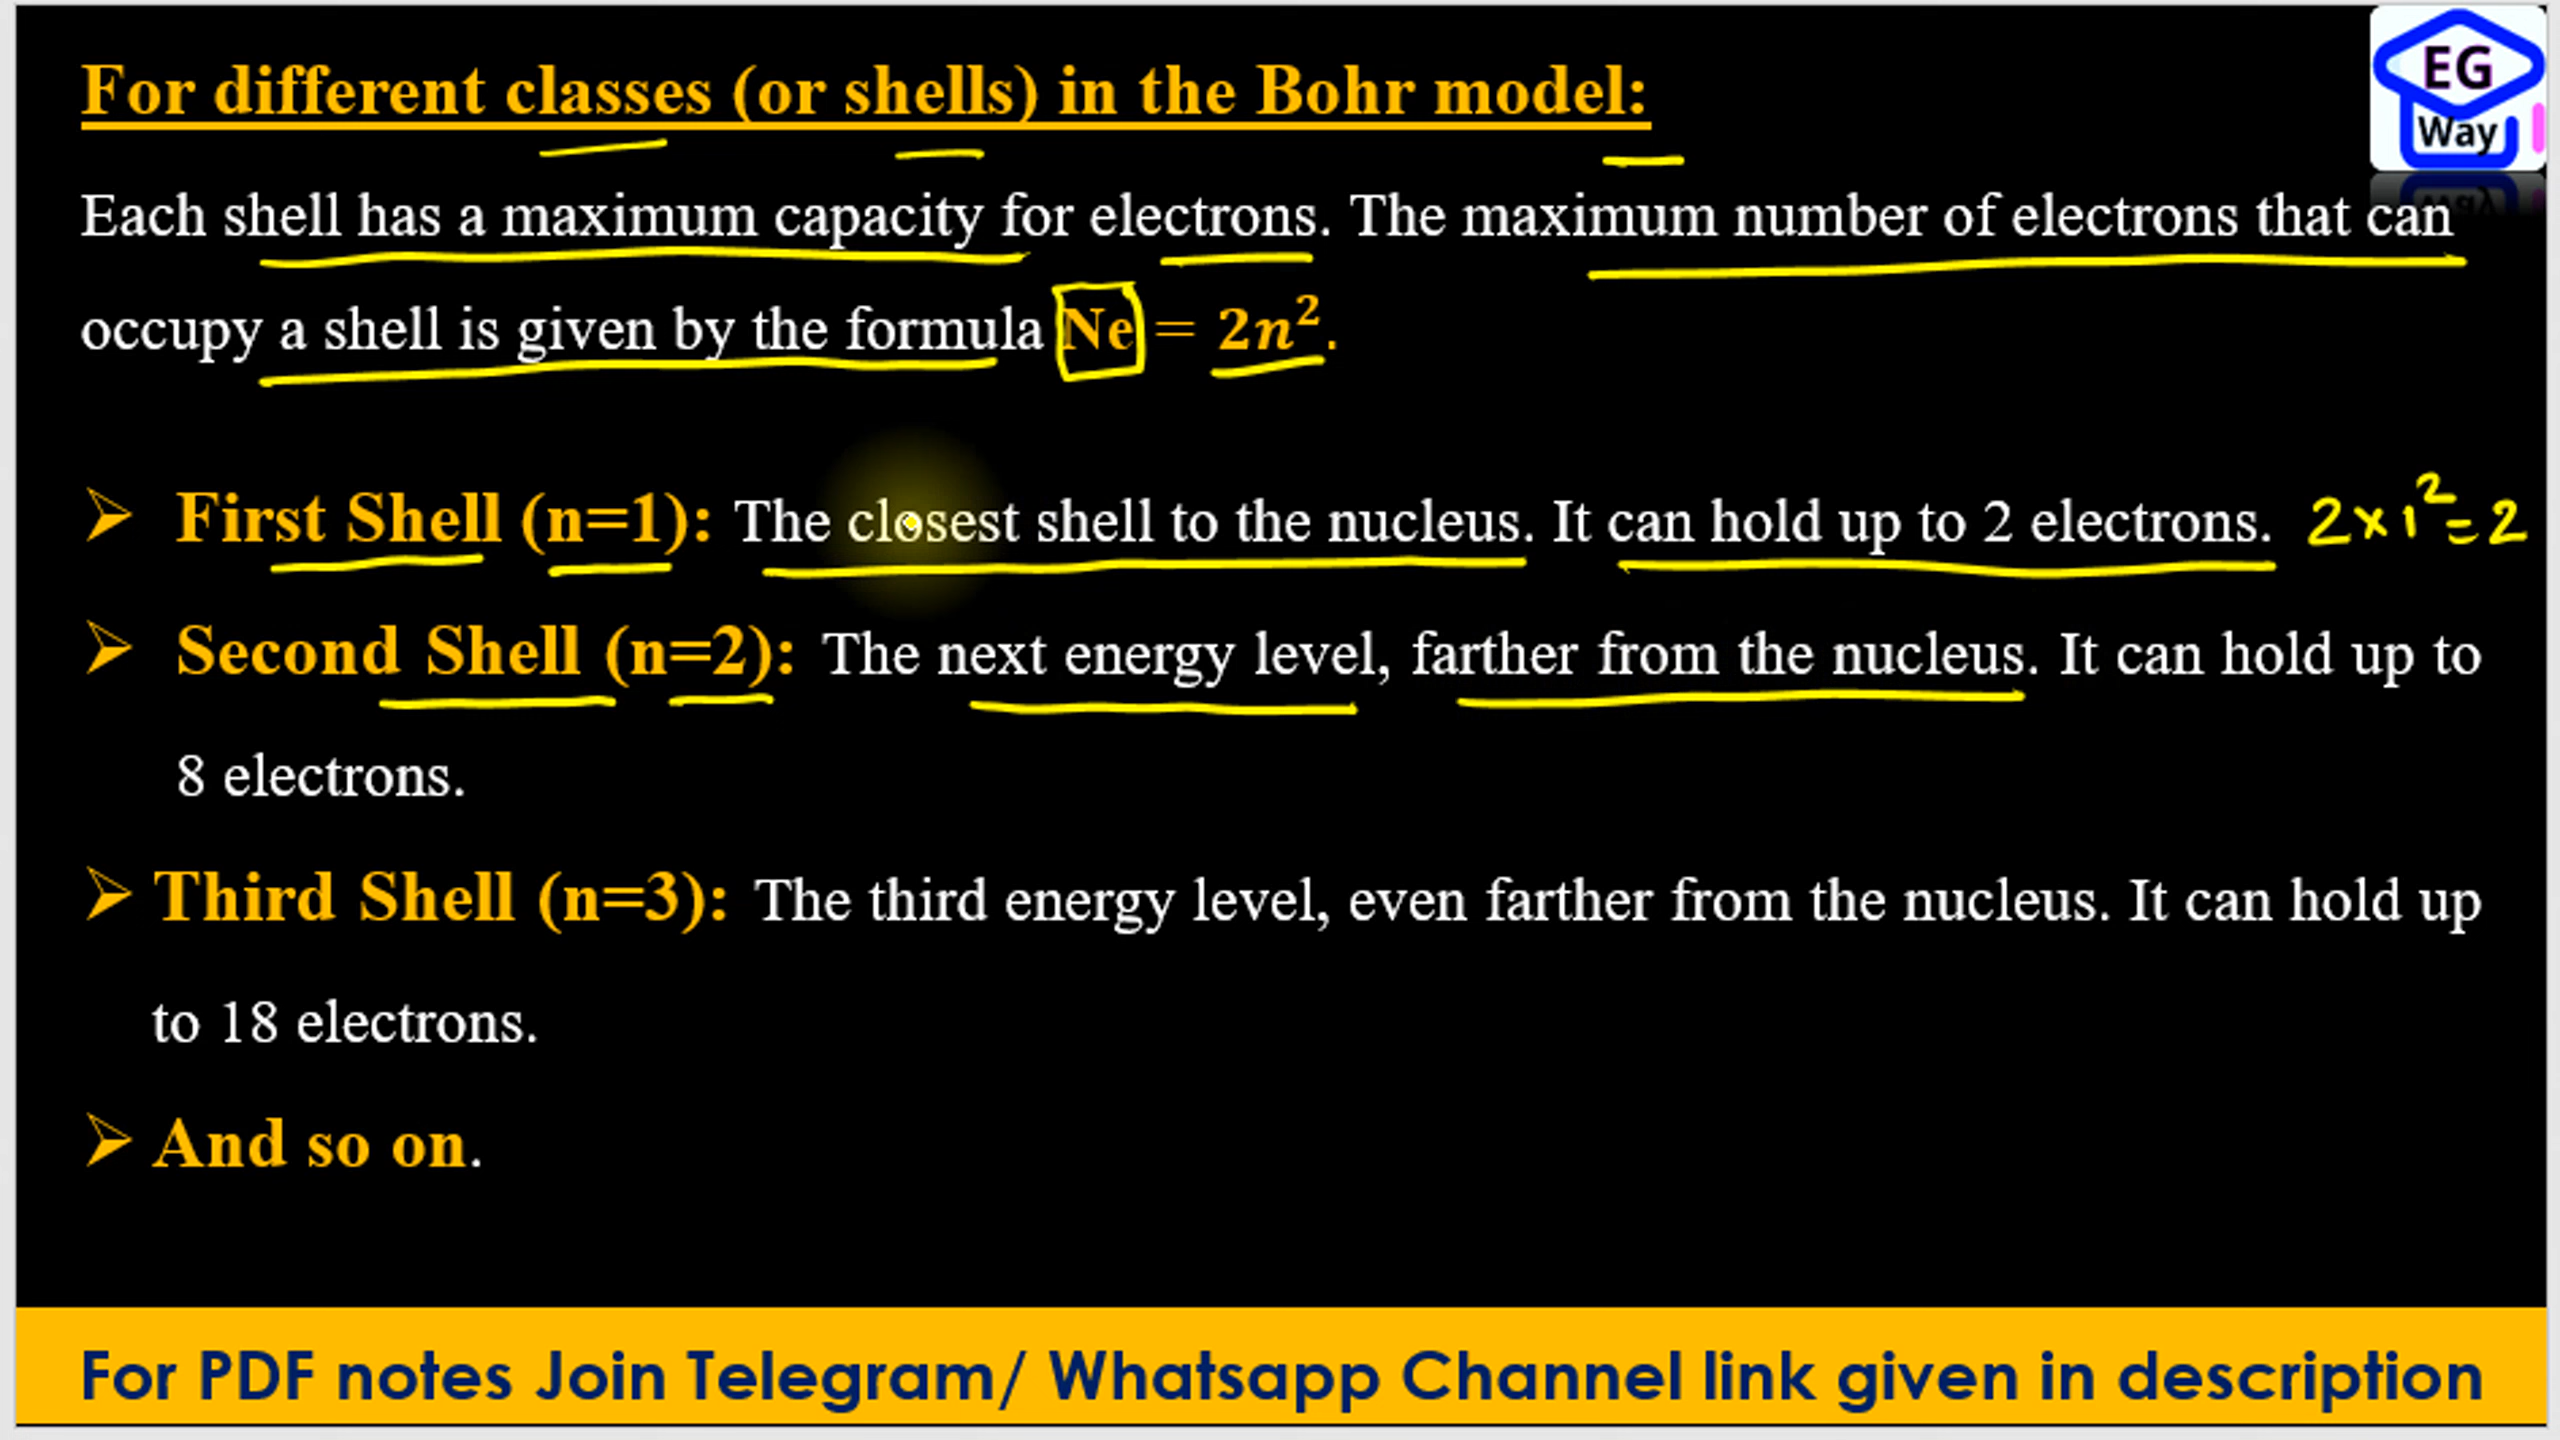 For different classes (or shells) in the Bohr model:
EG
Way
Each shell has a maximum capacity for electrons. The maximum number of electrons that can
occupy a shell is given by the formula Ne = 2n².
➢ First Shell (n=1): The closest shell to the nucleus. It can hold up to 2 electrons. 2×1²=2
➢ Second Shell (n=2): The next energy level, farther from the nucleus. It can hold up to
8 electrons.
➢ Third Shell (n=3): The third energy level, even farther from the nucleus. It can hold up
to 18 electrons.
➢ And so on.
For PDF notes Join Telegram/ Whatsapp Channel link given in description